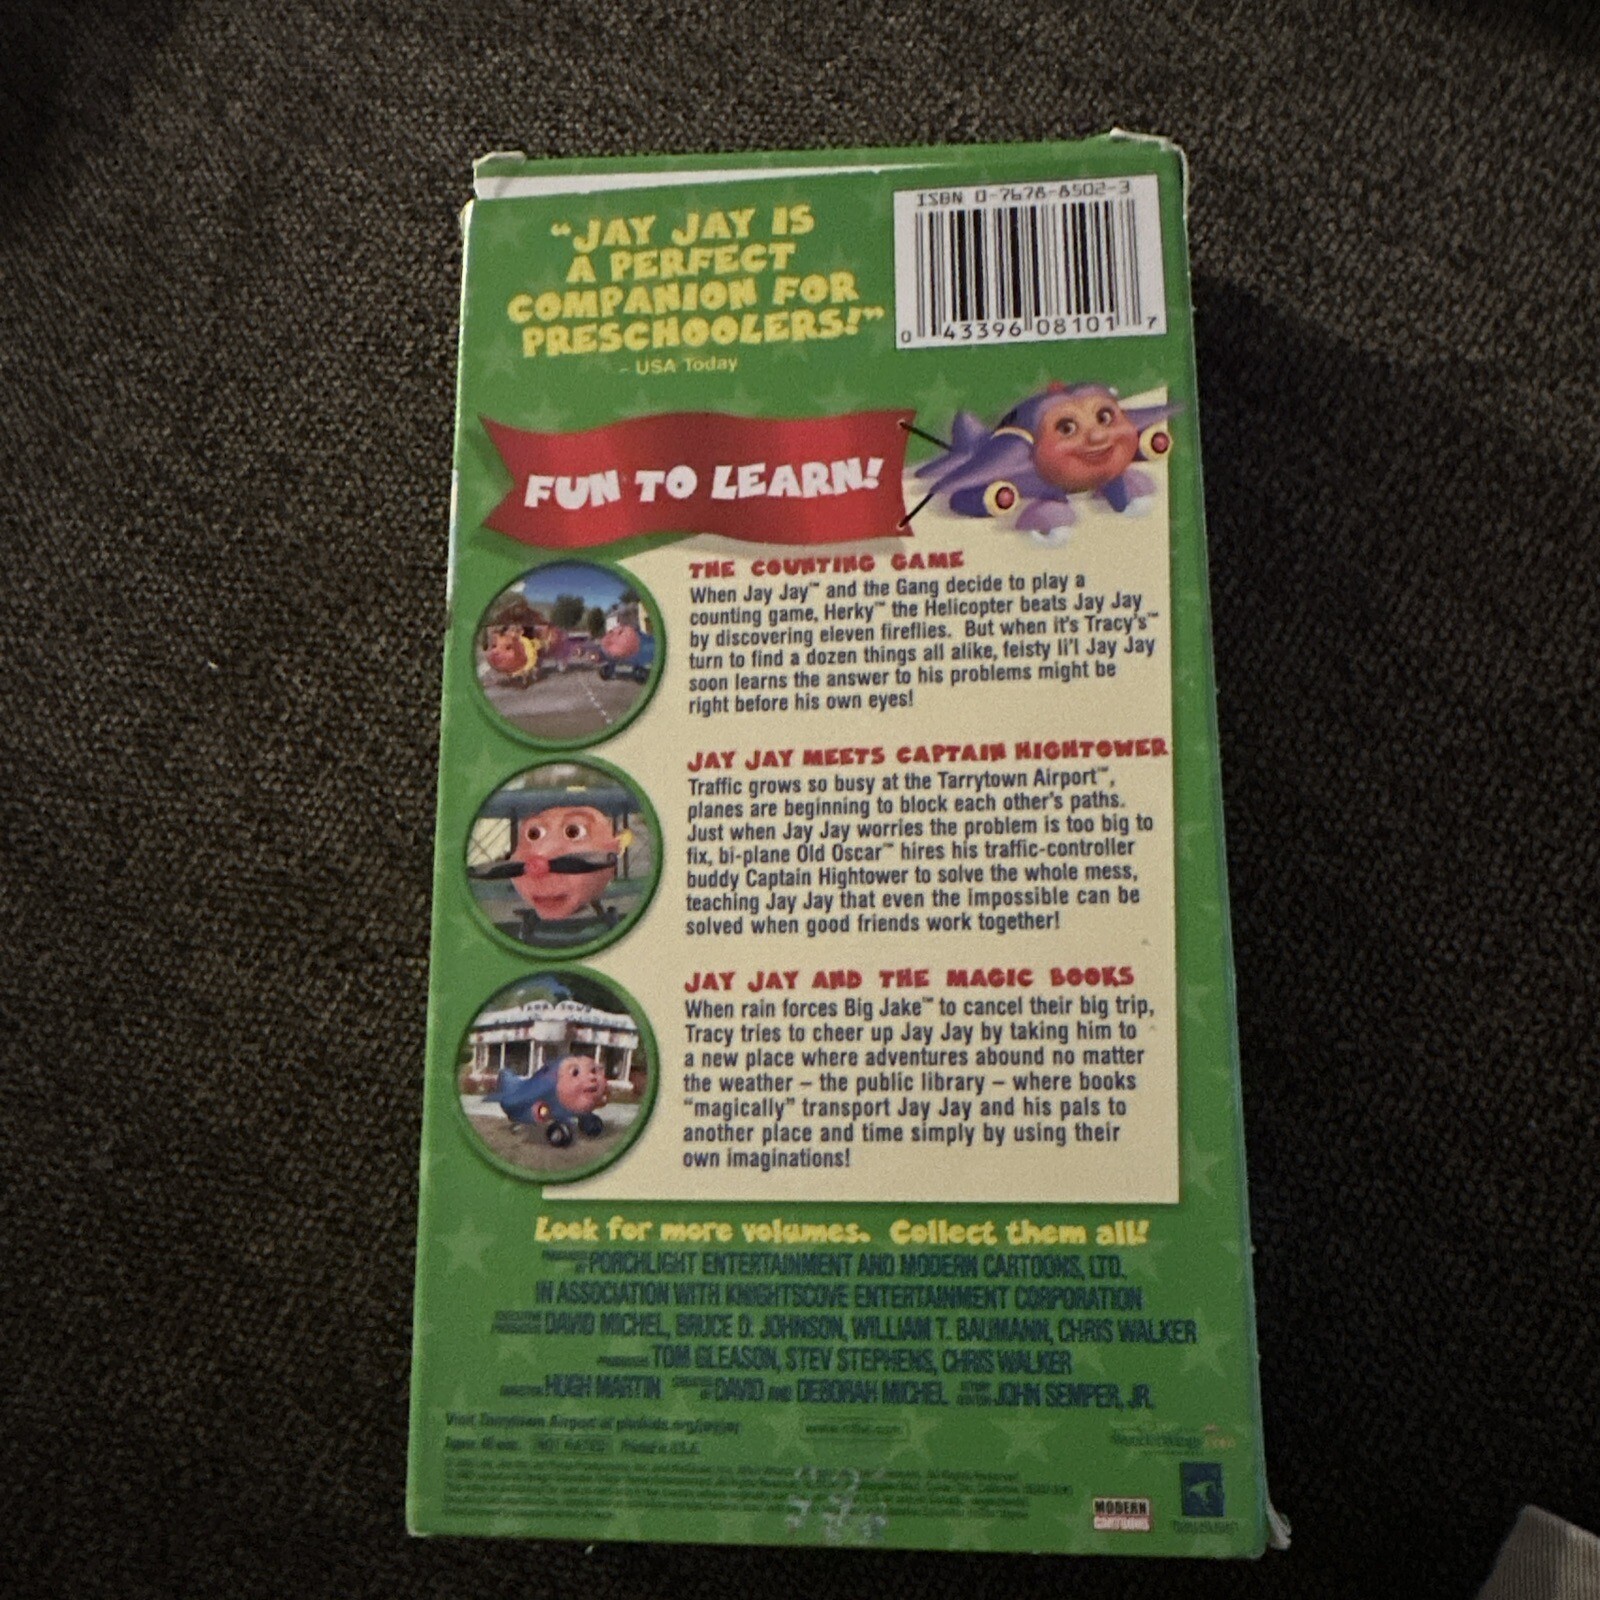 ISBN 0-7678-8502-3
0 43396 08101 7
"JAY JAY IS
A PERFECT
COMPANION FOR
PRESCHOOLERS!"
- USA Today
FUN TO LEARN!
THE COUNTING GAME
When Jay Jay™ and the Gang decide to play a
counting game, Herky™ the Helicopter beats Jay Jay
by discovering eleven fireflies. But when it's Tracy's™
turn to find a dozen things all alike, feisty li'l Jay Jay
soon learns the answer to his problems might be
right before his own eyes!
JAY JAY MEETS CAPTAIN HIGHTOWER
Traffic grows so busy at the Tarrytown Airport™,
planes are beginning to block each other's paths.
Just when Jay Jay worries the problem is too big to
fix, bi-plane Old Oscar™ hires his traffic-controller
buddy Captain Hightower to solve the whole mess,
teaching Jay Jay that even the impossible can be
solved when good friends work together!
JAY JAY AND THE MAGIC BOOKS
When rain forces Big Jake™ to cancel their big trip,
Tracy tries to cheer up Jay Jay by taking him to
a new place where adventures abound no matter
the weather – the public library – where books
"magically" transport Jay Jay and his pals to
another place and time simply by using their
own imaginations!
Look for more volumes. Collect them all!
PORCHLIGHT ENTERTAINMENT AND MODERN CARTOONS, LTD.
IN ASSOCIATION WITH KNIGHTSCOVE ENTERTAINMENT CORPORATION
DAVID MICHEL, BRUCE D. JOHNSON, WILLIAM T. BAUMANN, CHRIS WALKER
TOM GLEASON, STEV STEPHENS, CHRIS WALKER
HUGH MARTIN DAVID AND DEBORAH MICHEL JOHN SEMPER, JR.
Visit Tarrytown Airport at pbskids.org/jayjay
NOT RATED Printed in U.S.A.
MODERN
CARTOONS